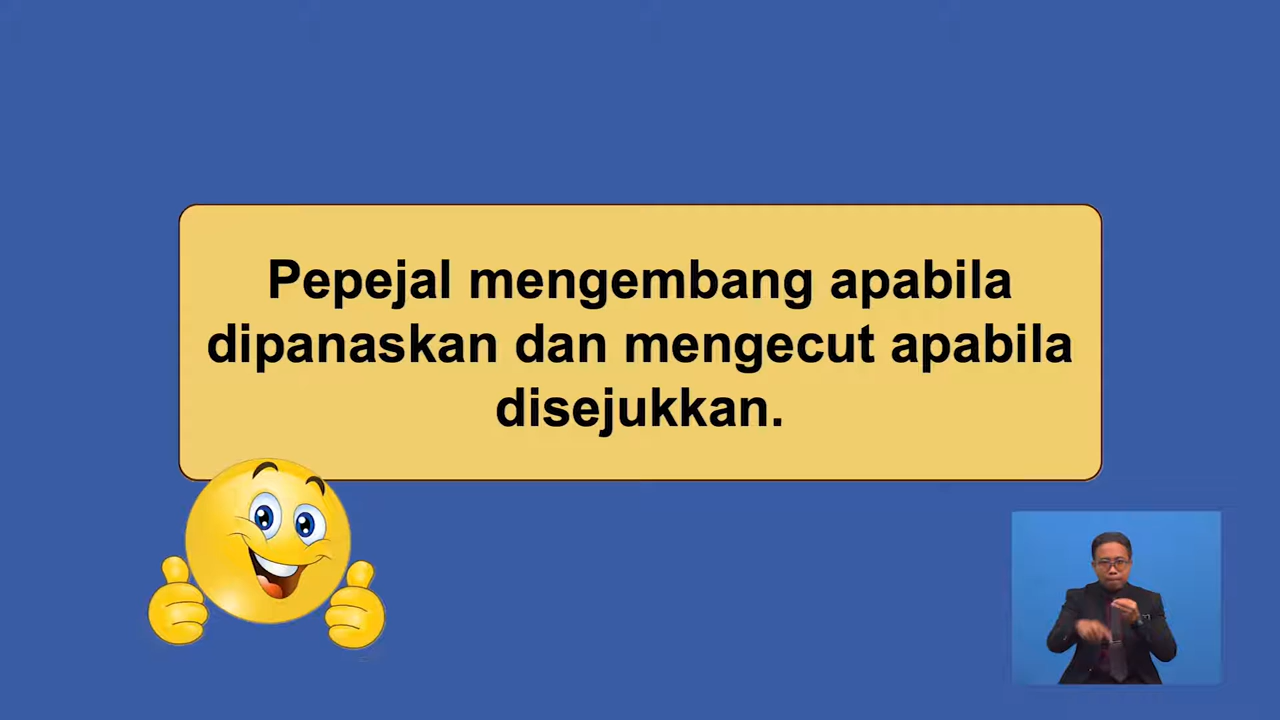 Pepejal mengembang apabila
dipanaskan dan mengecut apabila
disejukkan.